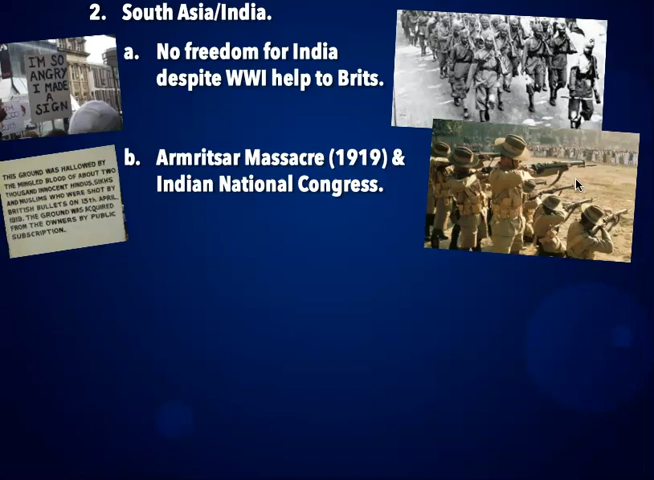 2. South Asia/India.
a. No freedom for India
despite WWI help to Brits.
I'M SO
ANGRY I
MADE
A
SIGN
b. Armritsar Massacre (1919) &
Indian National Congress.
THIS GROUND WAS HALLOWED BY
THE MINGLED BLOOD OF ABOUT TWO
THOUSAND INNOCENT HINDUS, SIKHS
AND MUSLIMS WHO WERE SHOT BY
BRITISH BULLETS ON 13TH APRIL
1919. THE GROUND WAS ACQUIRED
FROM THE OWNERS BY PUBLIC
SUBSCRIPTION.